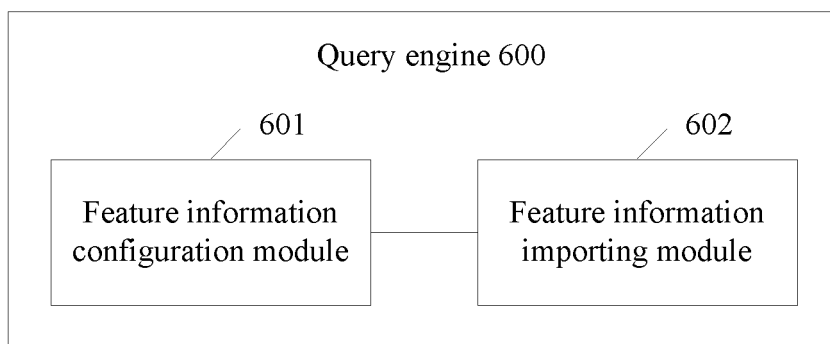 Query engine 600
601
602
Feature information
configuration module
Feature information
importing module